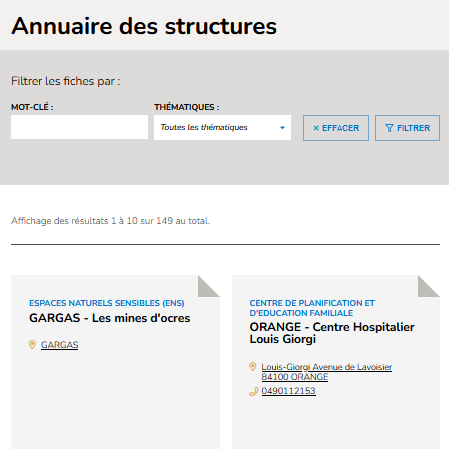 Annuaire des structures
Filtrer les fiches par :
MOT-CLÉ :
THÉMATIQUES :
Toutes les thématiques
× EFFACER
FILTRER
Affichage des résultats 1 à 10 sur 149 au total.
ESPACES NATURELS SENSIBLES (ENS)
GARGAS - Les mines d'ocres
GARGAS
CENTRE DE PLANIFICATION ET
D'EDUCATION FAMILIALE
ORANGE - Centre Hospitalier
Louis Giorgi
Louis-Giorgi Avenue de Lavoisier
84100 ORANGE
0490112153